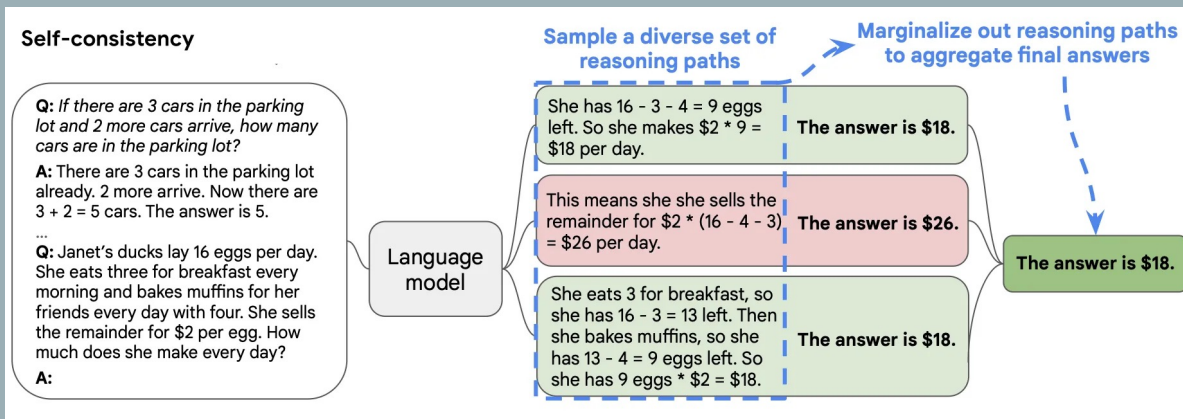 Self-consistency
Q: If there are 3 cars in the parking
lot and 2 more cars arrive, how many
cars are in the parking lot?
A: There are 3 cars in the parking lot
already. 2 more arrive. Now there are
3 + 2 = 5 cars. The answer is 5.
...
Q: Janet’s ducks lay 16 eggs per day.
She eats three for breakfast every
morning and bakes muffins for her
friends every day with four. She sells
the remainder for $2 per egg. How
much does she make every day?
A:
Language
model
Sample a diverse set of
reasoning paths
She has 16 - 3 - 4 = 9 eggs
left. So she makes $2 * 9 =
$18 per day.
The answer is $18.
This means she she sells the
remainder for $2 * (16 - 4 - 3)
= $26 per day.
The answer is $26.
She eats 3 for breakfast, so
she has 16 - 3 = 13 left. Then
she bakes muffins, so she
has 13 - 4 = 9 eggs left. So
she has 9 eggs * $2 = $18.
The answer is $18.
Marginalize out reasoning paths
to aggregate final answers
The answer is $18.